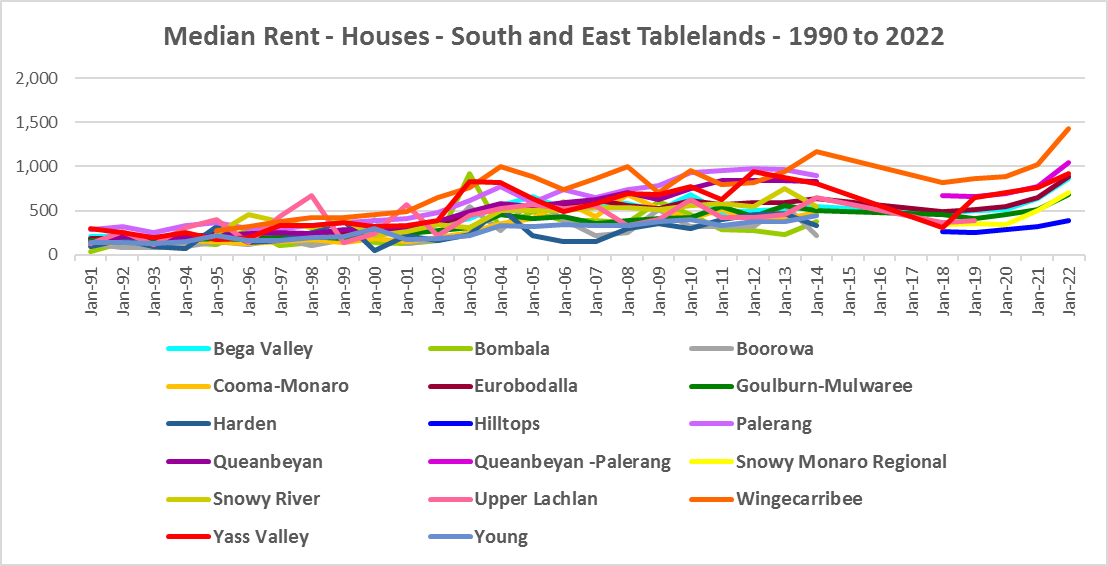 Median Rent - Houses - South and East Tablelands - 1990 to 2022
2,000
1,500
1,000
500
0
Jan-91
Jan-92
Jan-93
Jan-94
Jan-95
Jan-96
Jan-97
Jan-98
Jan-99
Jan-00
Jan-01
Jan-02
Jan-03
Jan-04
Jan-05
Jan-06
Jan-07
Jan-08
Jan-09
Jan-10
Jan-11
Jan-12
Jan-13
Jan-14
Jan-15
Jan-16
Jan-17
Jan-18
Jan-19
Jan-20
Jan-21
Jan-22
Bega Valley Bombala Boorowa
Cooma-Monaro Eurobodalla Goulburn-Mulwaree
Harden Hilltops Palerang
Queanbeyan Queanbeyan -Palerang Snowy Monaro Regional
Snowy River Upper Lachlan Wingecarribee
Yass Valley Young